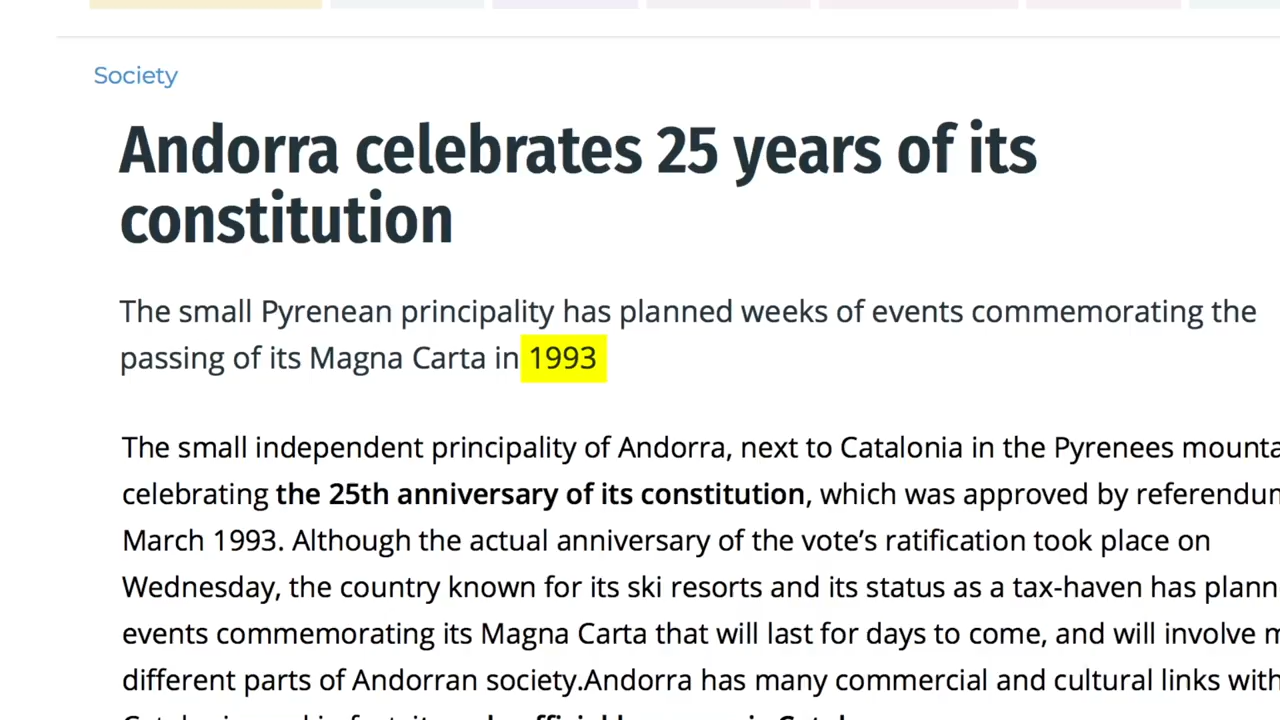 Society
Andorra celebrates 25 years of its
constitution
The small Pyrenean principality has planned weeks of events commemorating the
passing of its Magna Carta in 1993
The small independent principality of Andorra, next to Catalonia in the Pyrenees
celebrating the 25th anniversary of its constitution, which was approved by
March 1993. Although the actual anniversary of the vote’s ratification took place on
Wednesday, the country known for its ski resorts and its status as a tax-haven has
events commemorating its Magna Carta that will last for days to come, and will involve
different parts of Andorran society.Andorra has many commercial and cultural links with